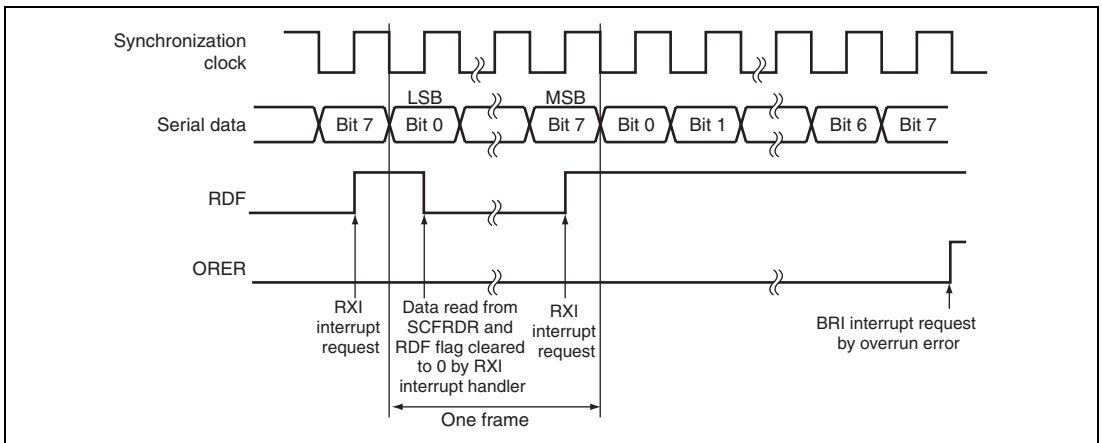 Synchronization
clock
LSB
MSB
Serial data
Bit 7
Bit 0
Bit 7
Bit 0
Bit 1
Bit 6
Bit 7
RDF
ORER
RXI
interrupt
request
Data read from
SCFRDR and
RDF flag cleared
to 0 by RXI
interrupt handler
RXI
interrupt
request
BRI interrupt request
by overrun error
One frame